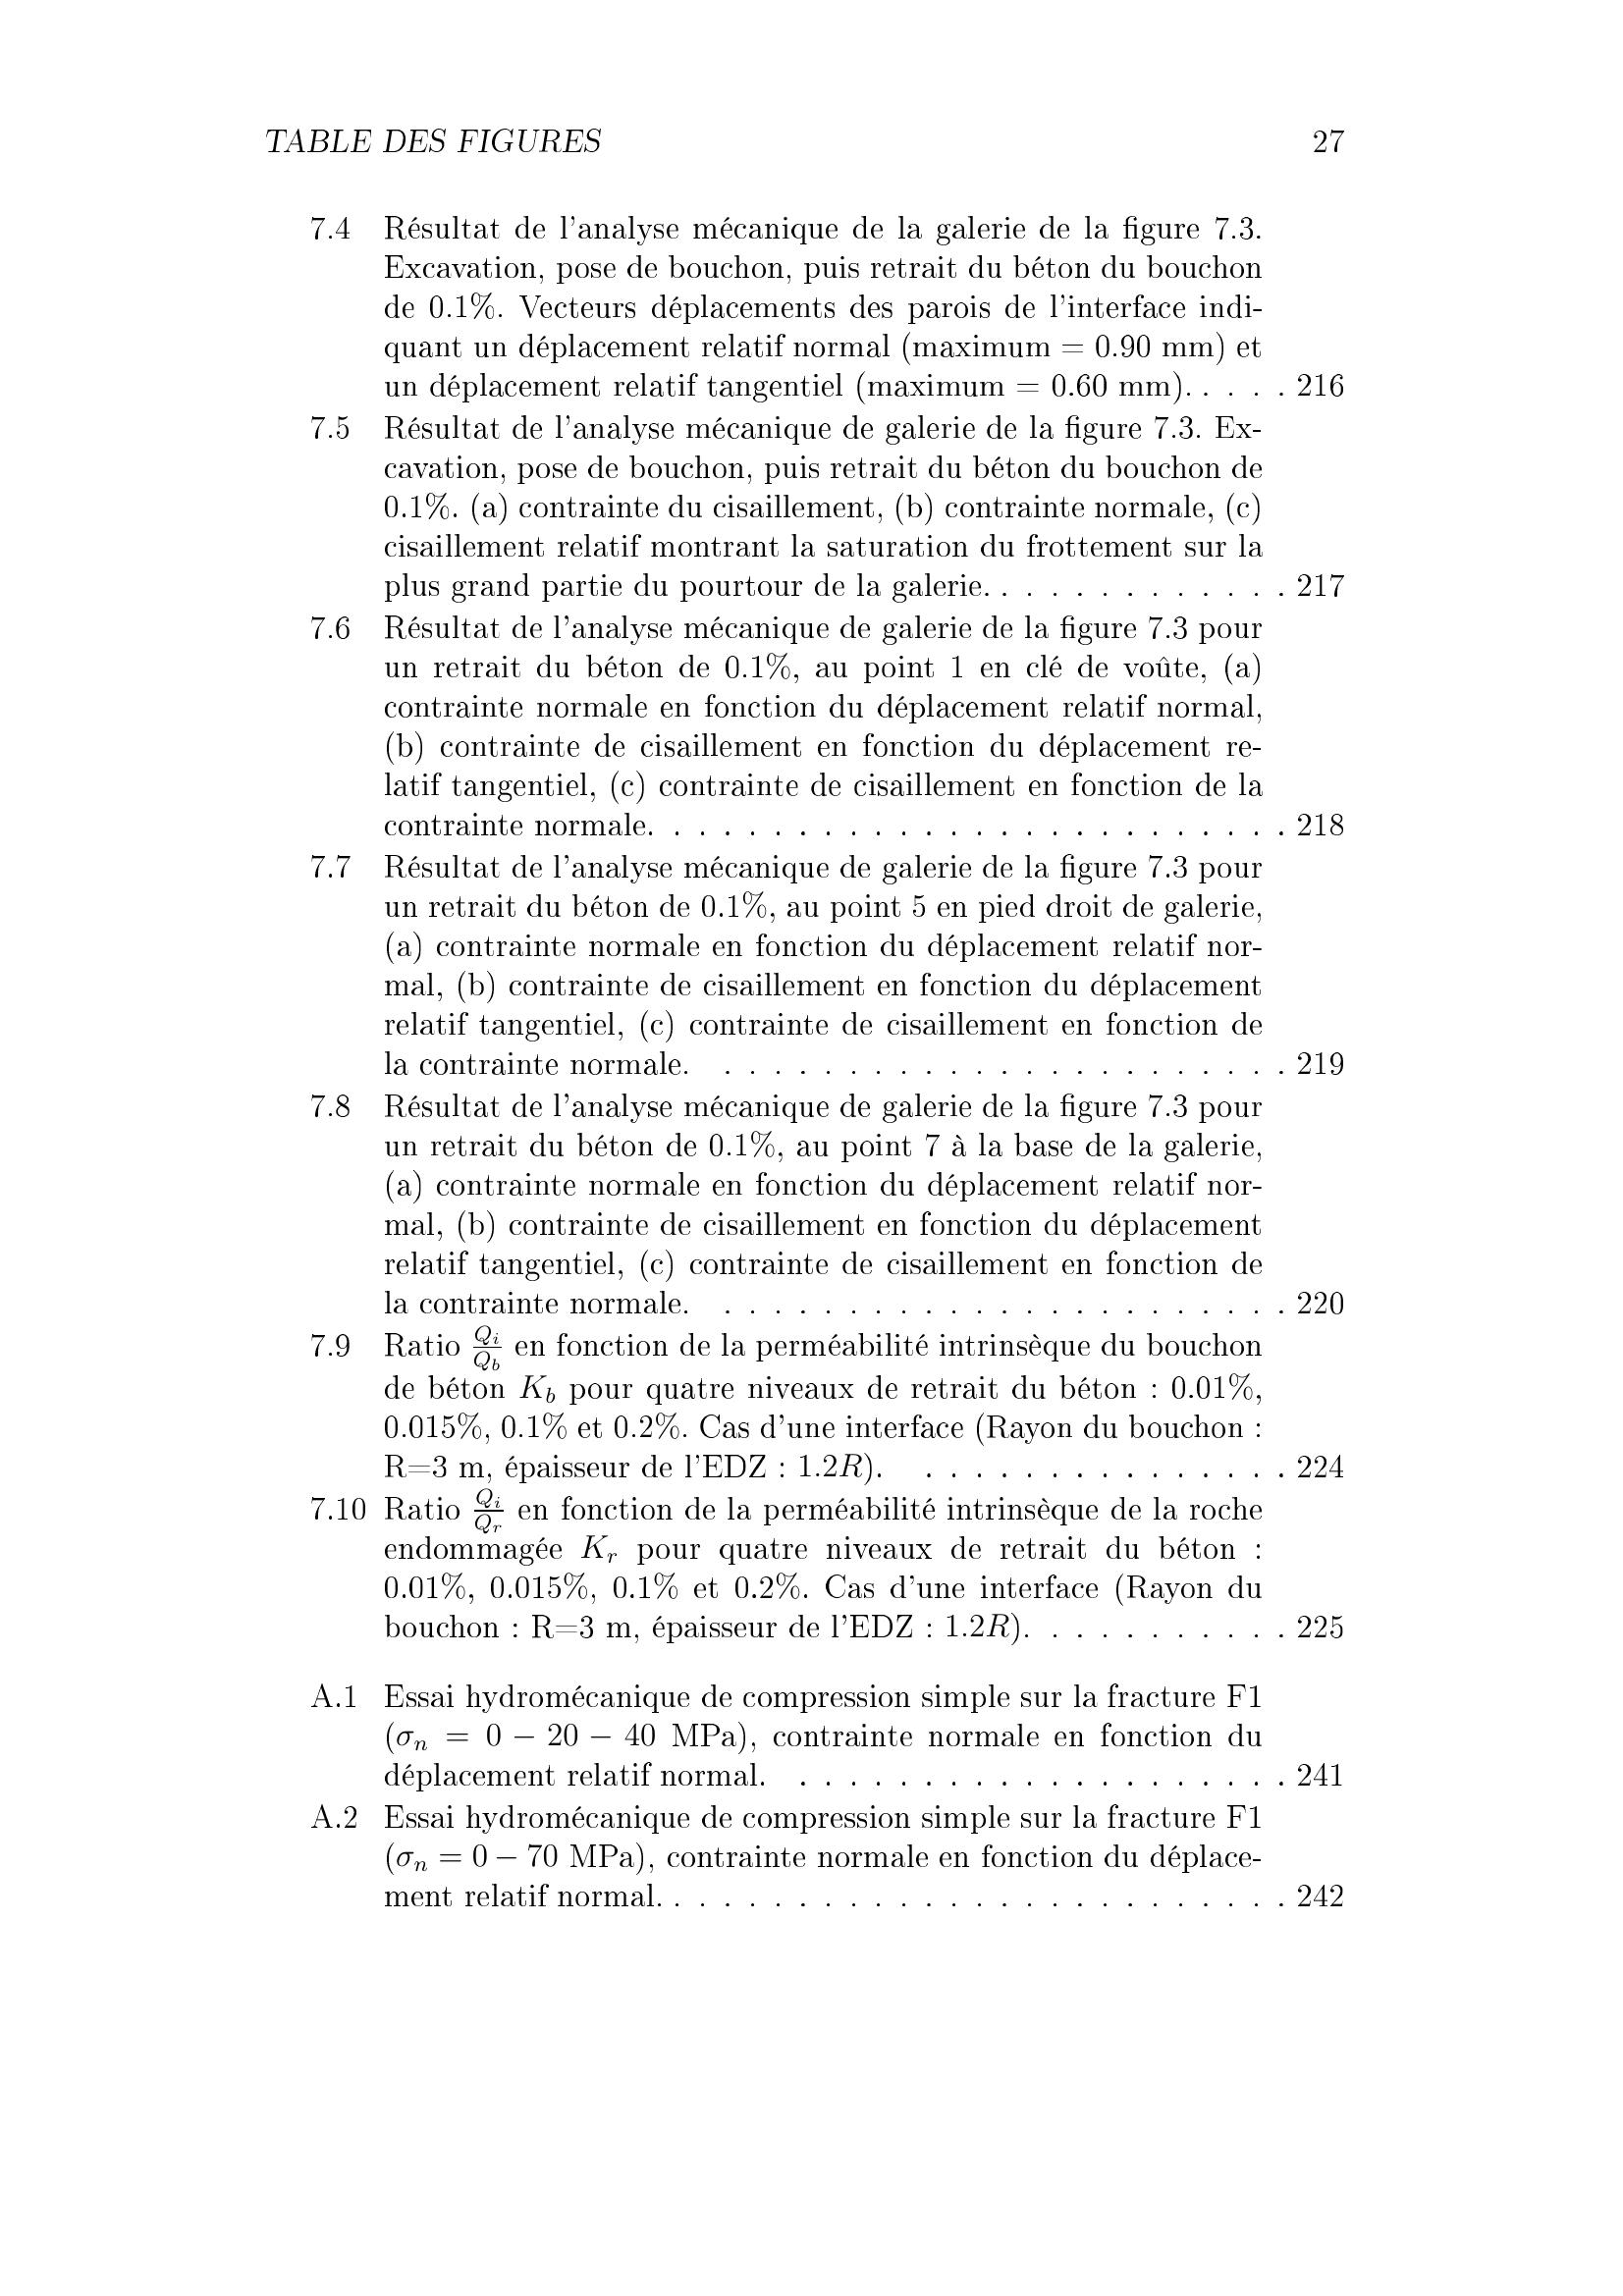 TABLE DES FIGURES 27
7.4 Résultat de l'analyse mécanique de la galerie de la figure 7.3.
Excavation, pose de bouchon, puis retrait du béton du bouchon
de 0.1%. Vecteurs déplacements des parois de l'interface indi-
quant un déplacement relatif normal (maximum = 0.90 mm) et
un déplacement relatif tangentiel (maximum = 0.60 mm). . . . . 216
7.5 Résultat de l'analyse mécanique de galerie de la figure 7.3. Ex-
cavation, pose de bouchon, puis retrait du béton du bouchon de
0.1%. (a) contrainte du cisaillement, (b) contrainte normale, (c)
cisaillement relatif montrant la saturation du frottement sur la
plus grand partie du pourtour de la galerie. . . . . . . . . . . . . 217
7.6 Résultat de l'analyse mécanique de galerie de la figure 7.3 pour
un retrait du béton de 0.1%, au point 1 en clé de voûte, (a)
contrainte normale en fonction du déplacement relatif normal,
(b) contrainte de cisaillement en fonction du déplacement re-
latif tangentiel, (c) contrainte de cisaillement en fonction de la
contrainte normale. . . . . . . . . . . . . . . . . . . . . . . . . . 218
7.7 Résultat de l'analyse mécanique de galerie de la figure 7.3 pour
un retrait du béton de 0.1%, au point 5 en pied droit de galerie,
(a) contrainte normale en fonction du déplacement relatif nor-
mal, (b) contrainte de cisaillement en fonction du déplacement
relatif tangentiel, (c) contrainte de cisaillement en fonction de
la contrainte normale. . . . . . . . . . . . . . . . . . . . . . . . 219
7.8 Résultat de l'analyse mécanique de galerie de la figure 7.3 pour
un retrait du béton de 0.1%, au point 7 à la base de la galerie,
(a) contrainte normale en fonction du déplacement relatif nor-
mal, (b) contrainte de cisaillement en fonction du déplacement
relatif tangentiel, (c) contrainte de cisaillement en fonction de
la contrainte normale. . . . . . . . . . . . . . . . . . . . . . . . 220
7.9 Ratio $\frac{Q_i}{Q_b}$ en fonction de la perméabilité intrinsèque du bouchon
de béton $K_b$ pour quatre niveaux de retrait du béton : 0.01%,
0.015%, 0.1% et 0.2%. Cas d'une interface (Rayon du bouchon :
R=3 m, épaisseur de l'EDZ : 1.2R). . . . . . . . . . . . . . . . 224
7.10 Ratio $\frac{Q_i}{Q_r}$ en fonction de la perméabilité intrinsèque de la roche
endommagée $K_r$ pour quatre niveaux de retrait du béton :
0.01%, 0.015%, 0.1% et 0.2%. Cas d'une interface (Rayon du
bouchon : R=3 m, épaisseur de l'EDZ : 1.2R). . . . . . . . . . . 225
A.1 Essai hydromécanique de compression simple sur la fracture F1
($\sigma_n$ = 0 − 20 − 40 MPa), contrainte normale en fonction du
déplacement relatif normal. . . . . . . . . . . . . . . . . . . . . 241
A.2 Essai hydromécanique de compression simple sur la fracture F1
($\sigma_n$ = 0 − 70 MPa), contrainte normale en fonction du déplace-
ment relatif normal. . . . . . . . . . . . . . . . . . . . . . . . . . 242